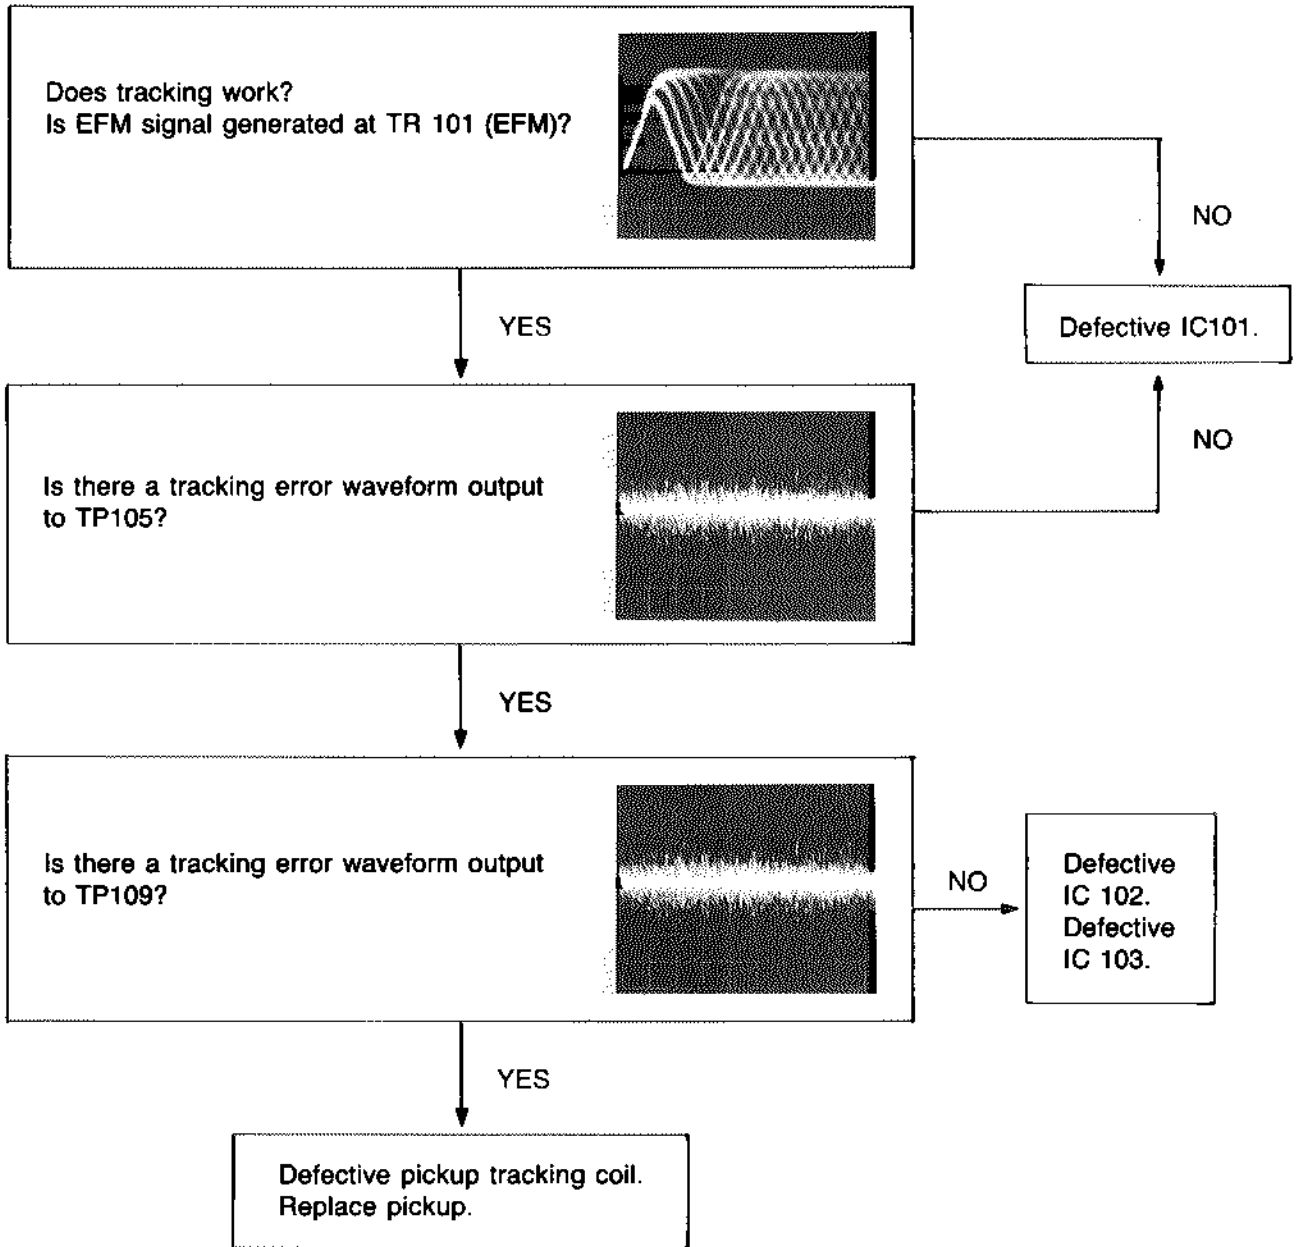 Does tracking work?
Is EFM signal generated at TR 101 (EFM)?
NO
YES
Defective IC101.
NO
Is there a tracking error waveform output
to TP105?
YES
Is there a tracking error waveform output
to TP109?
NO
Defective
IC 102.
Defective
IC 103.
YES
Defective pickup tracking coil.
Replace pickup.